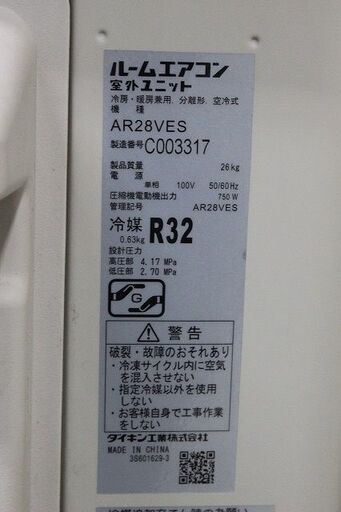 ルームエアコン
室外ユニット
冷房・暖房兼用, 分離形, 空冷式
機 種
AR28VES
製造番号 C003317
製品質量 26kg
電 源
単相 100V 50/60Hz
圧縮機電動機出力 750W
管理記号 AR28VES
冷媒 R32
0.63kg
設計圧力
高圧部 4.17 MPa
低圧部 2.70 MPa
G
警告
破裂・故障のおそれあり
・冷凍サイクル内に空気
を混入させない
・指定冷媒以外を使用
しない
・お客様自身で工事作業
をしない
ダイキン工業株式会社
MADE IN CHINA
3S601629-3